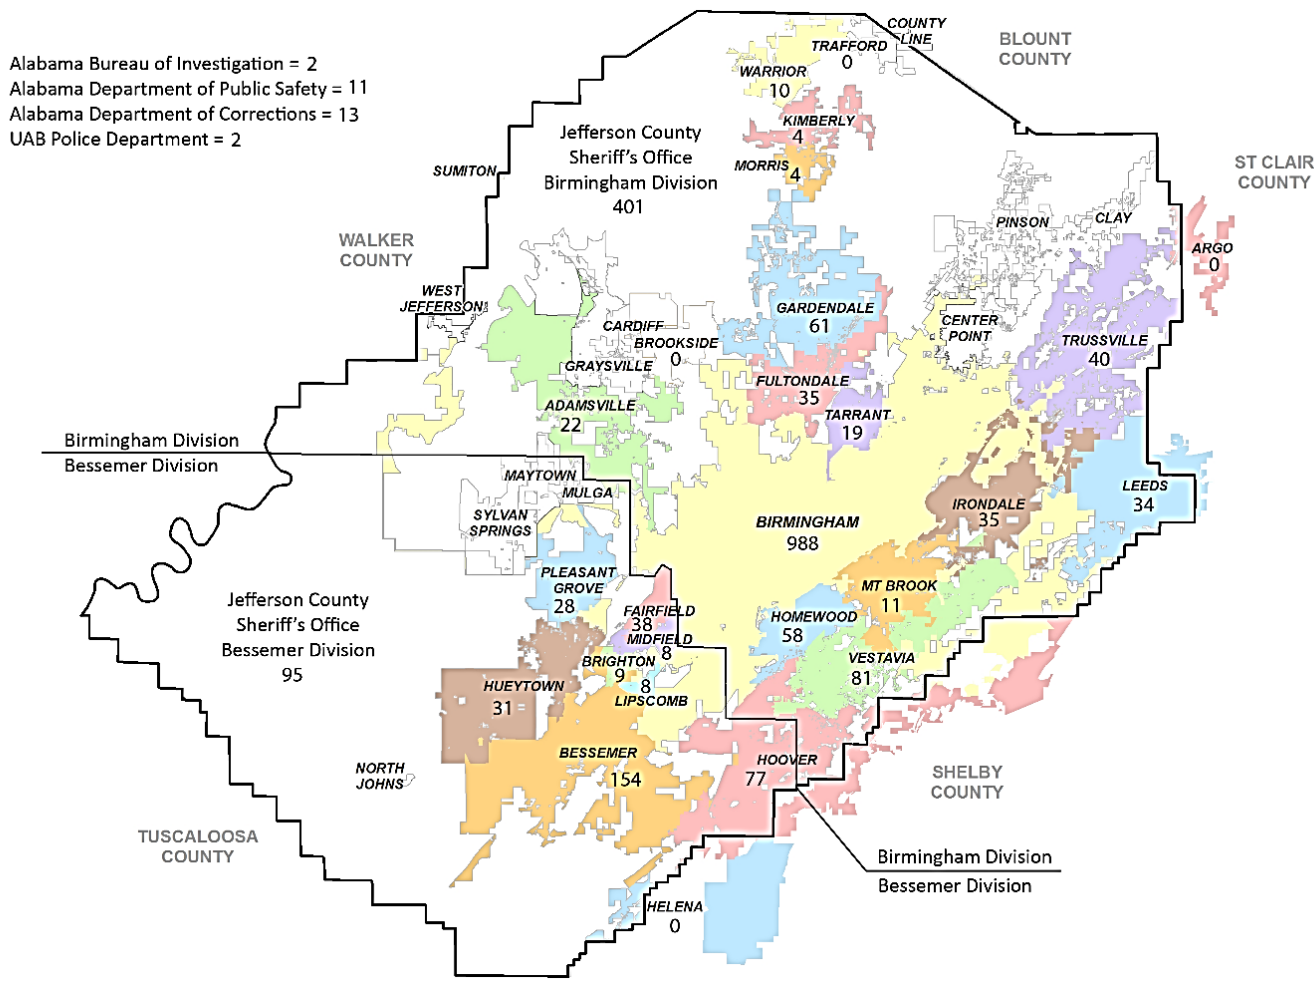 Alabama Bureau of Investigation = 2
Alabama Department of Public Safety = 11
Alabama Department of Corrections = 13
UAB Police Department = 2
COUNTY
LINE
TRAFFORD
0
BLOUNT
COUNTY
WARRIOR
10
KIMBERLY
4
Jefferson County
Sheriff's Office
Birmingham Division
401
MORRIS
4
SUMITON
ST CLAIR
COUNTY
PINSON
CLAY
WALKER
COUNTY
ARGO
0
WEST
JEFFERSON
GARDENDALE
61
CARDIFF
BROOKSIDE
0
CENTER
POINT
TRUSSVILLE
40
GRAYSVILLE
FULTONDALE
35
ADAMSVILLE
22
TARRANT
19
Birmingham Division
Bessemer Division
MAYTOWN
MULGA
LEEDS
34
SYLVAN
SPRINGS
IRONDALE
35
BIRMINGHAM
988
PLEASANT
GROVE
28
MT BROOK
11
Jefferson County
Sheriff's Office
Bessemer Division
95
FAIRFIELD
38
HOMEWOOD
58
MIDFIELD
8
BRIGHTON
9
VESTAVIA
81
HUEYTOWN
31
8
LIPSCOMB
BESSEMER
154
HOOVER
77
NORTH
JOHNS
SHELBY
COUNTY
TUSCALOOSA
COUNTY
Birmingham Division
Bessemer Division
HELENA
0